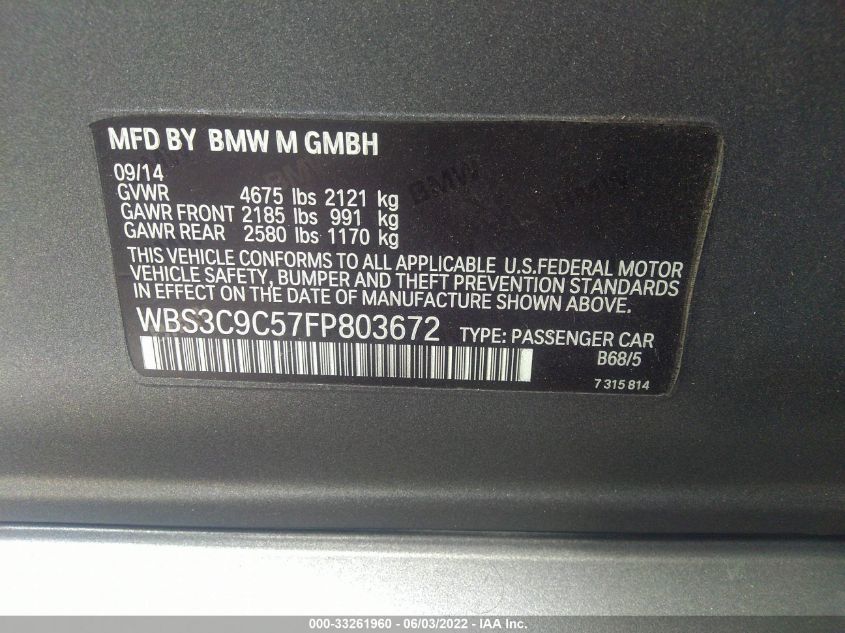 MFD BY BMW M GMBH
09/14
GVWR 4675 lbs 2121 kg
GAWR FRONT 2185 lbs 991 kg
GAWR REAR 2580 lbs 1170 kg
THIS VEHICLE CONFORMS TO ALL APPLICABLE U.S.FEDERAL MOTOR
VEHICLE SAFETY, BUMPER AND THEFT PREVENTION STANDARDS
IN EFFECT ON THE DATE OF MANUFACTURE SHOWN ABOVE.
WBS3C9C57FP803672 TYPE: PASSENGER CAR
B68/5
7 315 814
000-33261960 - 06/03/2022 - IAA Inc.